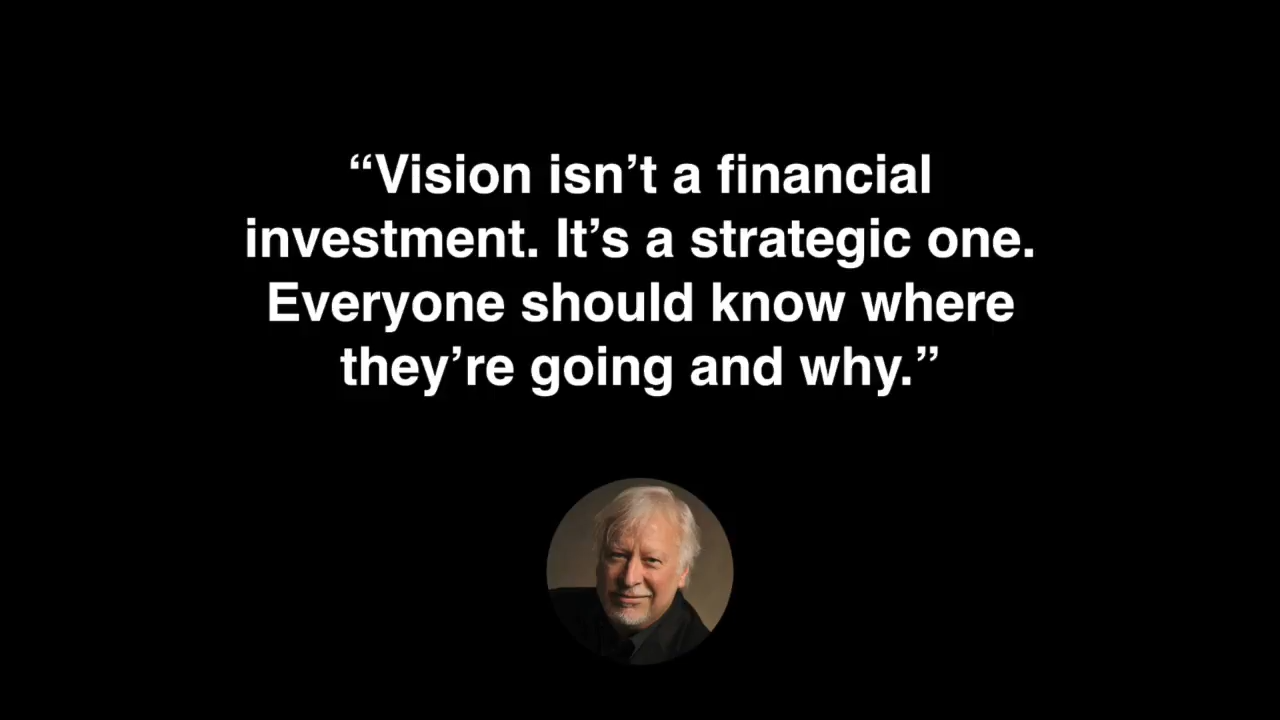 “Vision isn’t a financial
investment. It’s a strategic one.
Everyone should know where
they’re going and why.”